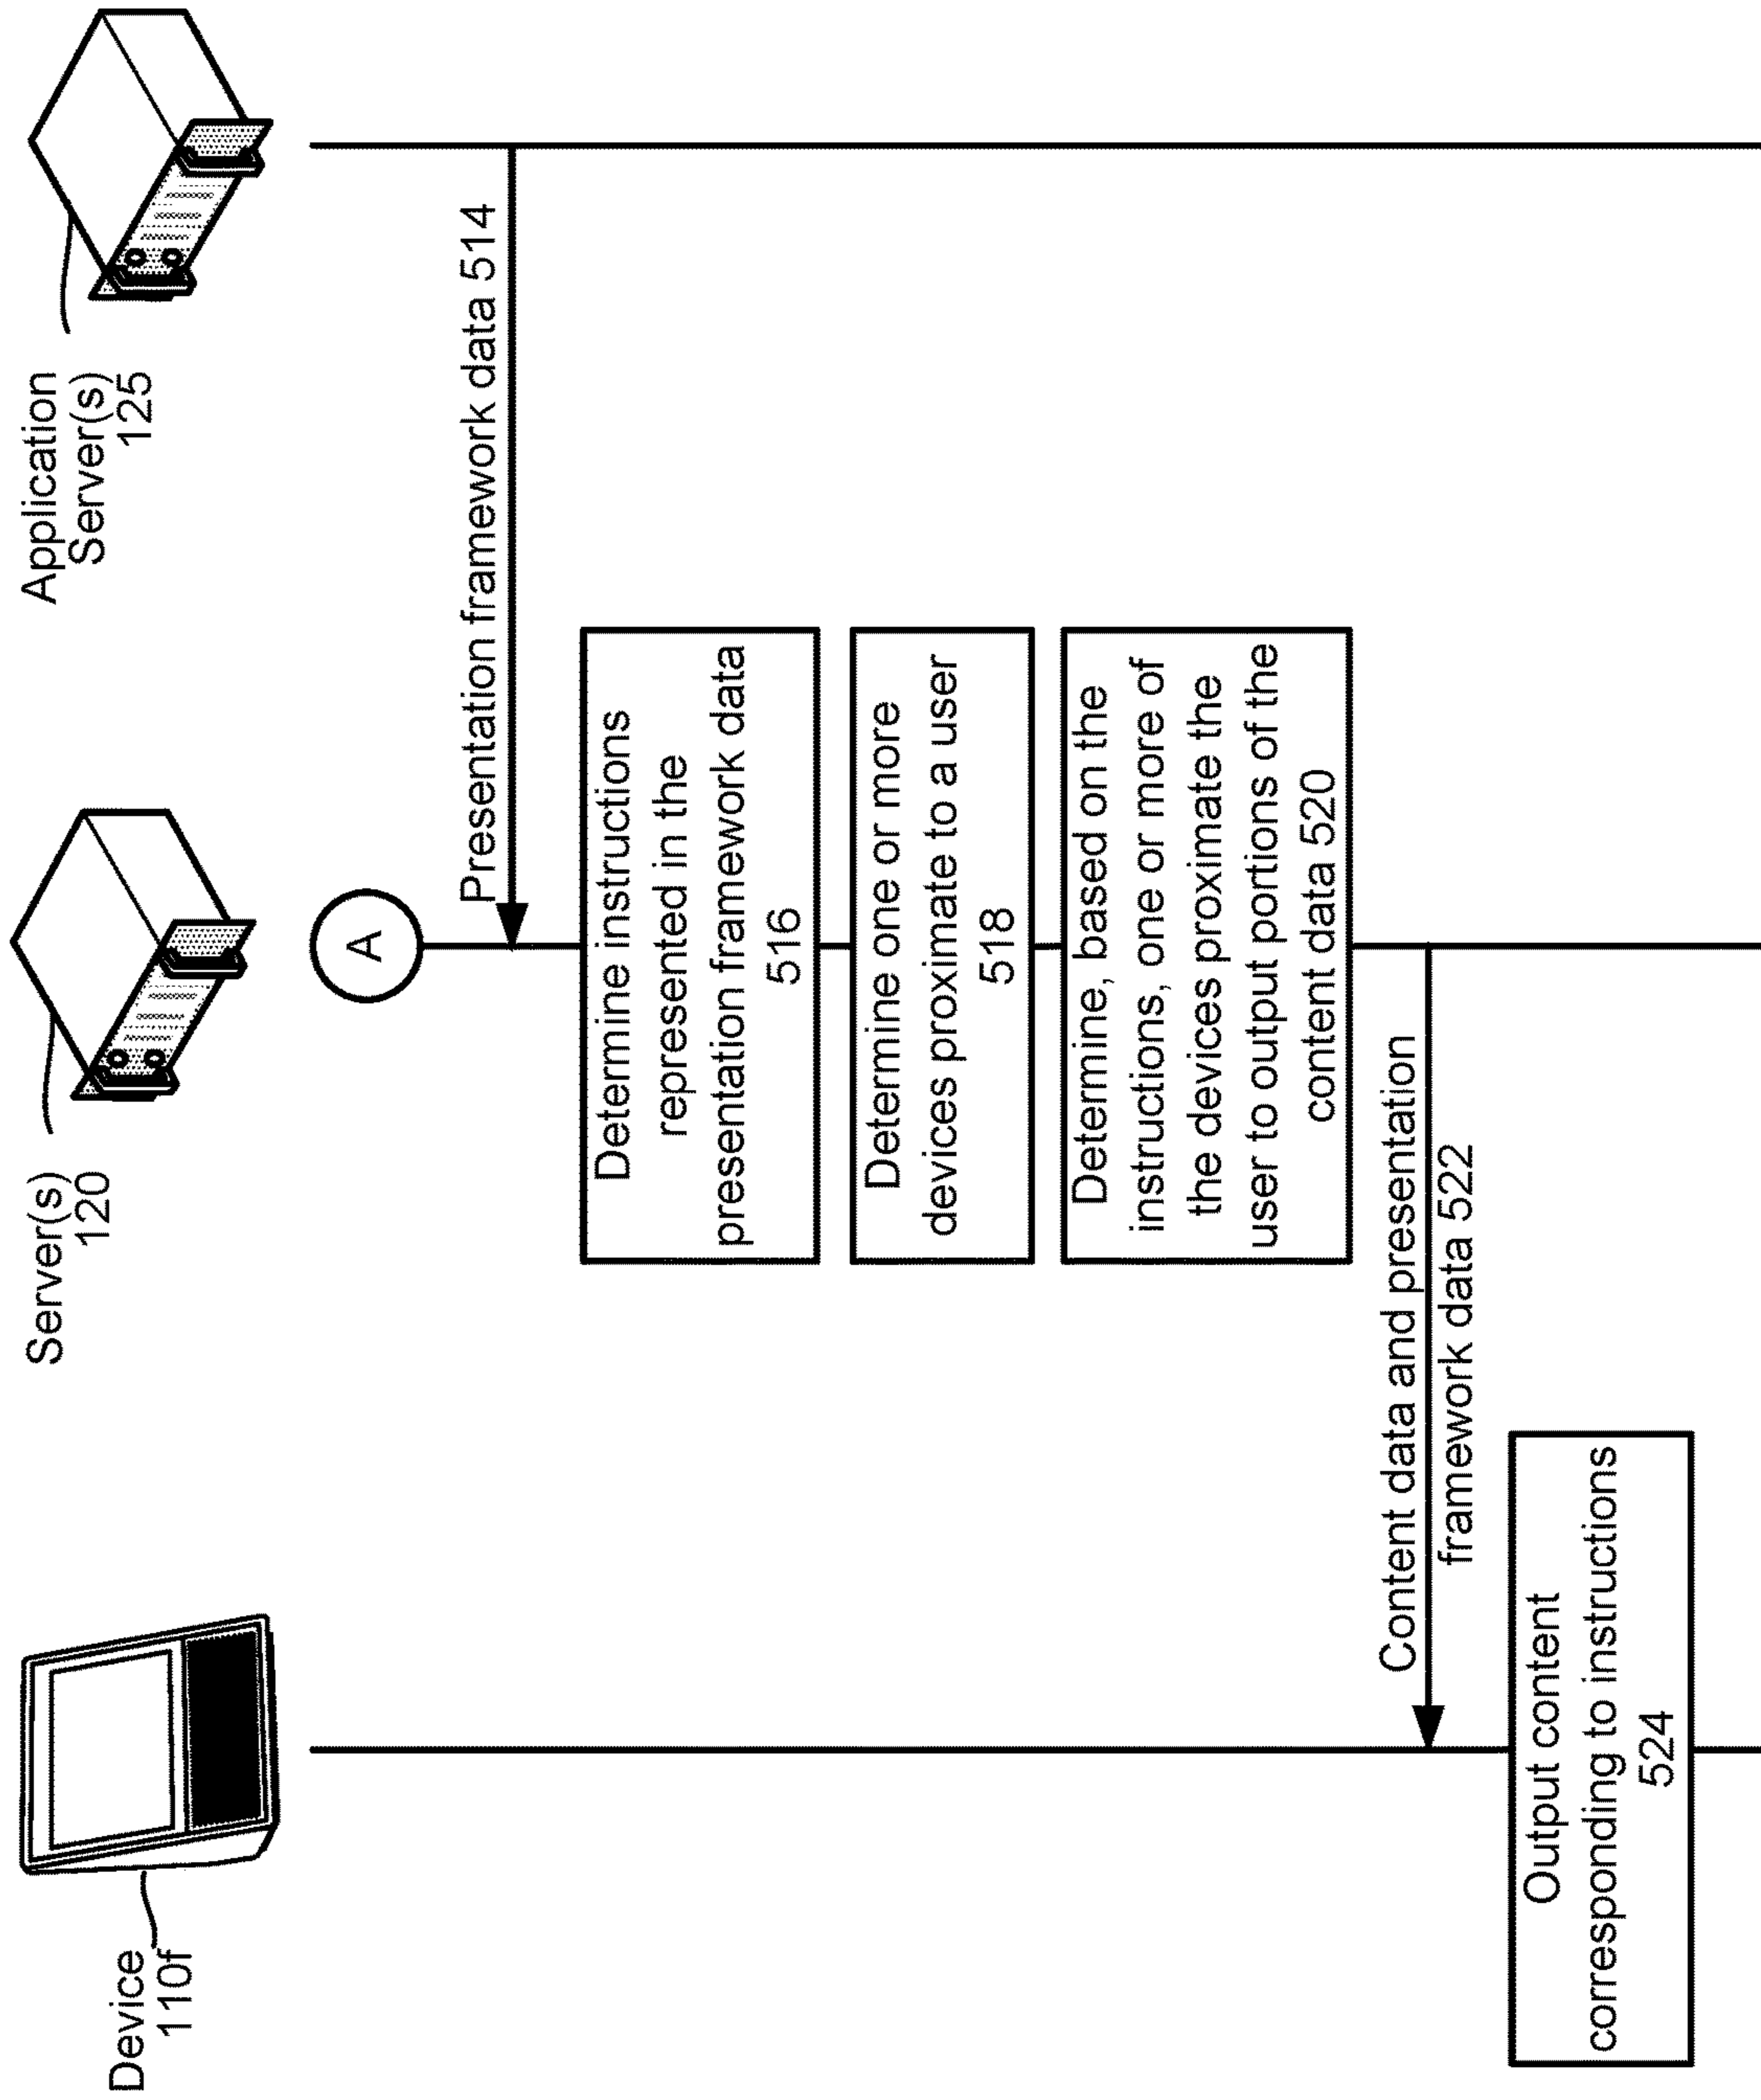 Device
110f
Server(s)
120
Application
Server(s)
125
A
Presentation framework data 514
Determine instructions
represented in the
presentation framework data
516
Determine one or more
devices proximate to a user
518
Determine, based on the
instructions, one or more of
the devices proximate the
user to output portions of the
content data 520
Content data and presentation
framework data 522
Output content
corresponding to instructions
524